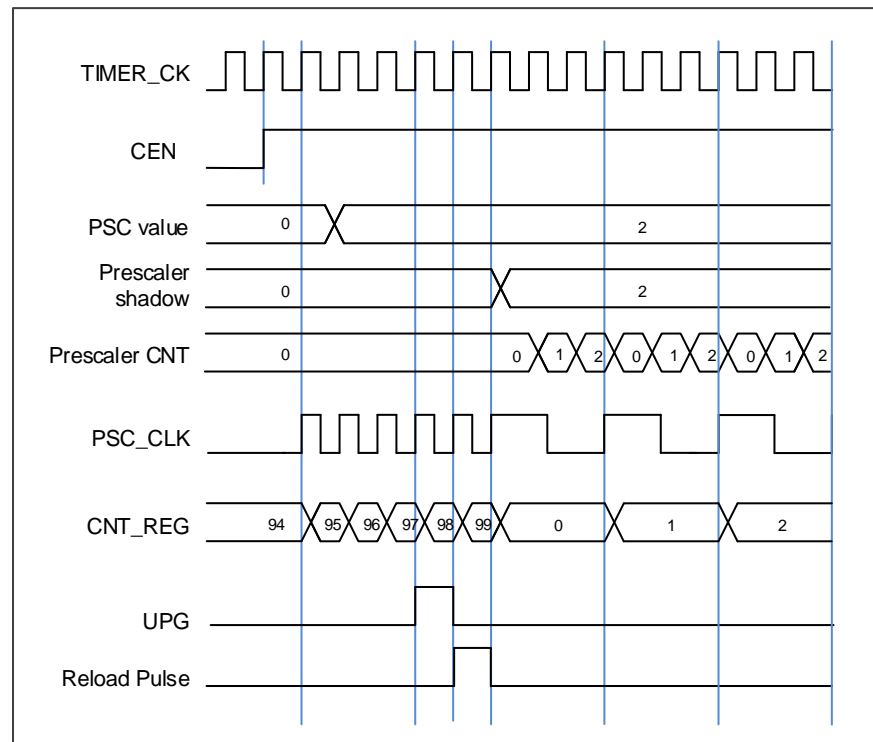 TIMER_CK
CEN
PSC value 0 2
Prescaler
shadow 0 2
Prescaler CNT 0 0 1 2 0 1 2 0 1 2
PSC_CLK
CNT_REG 94 95 96 97 98 99 0 1 2
UPG
Reload Pulse